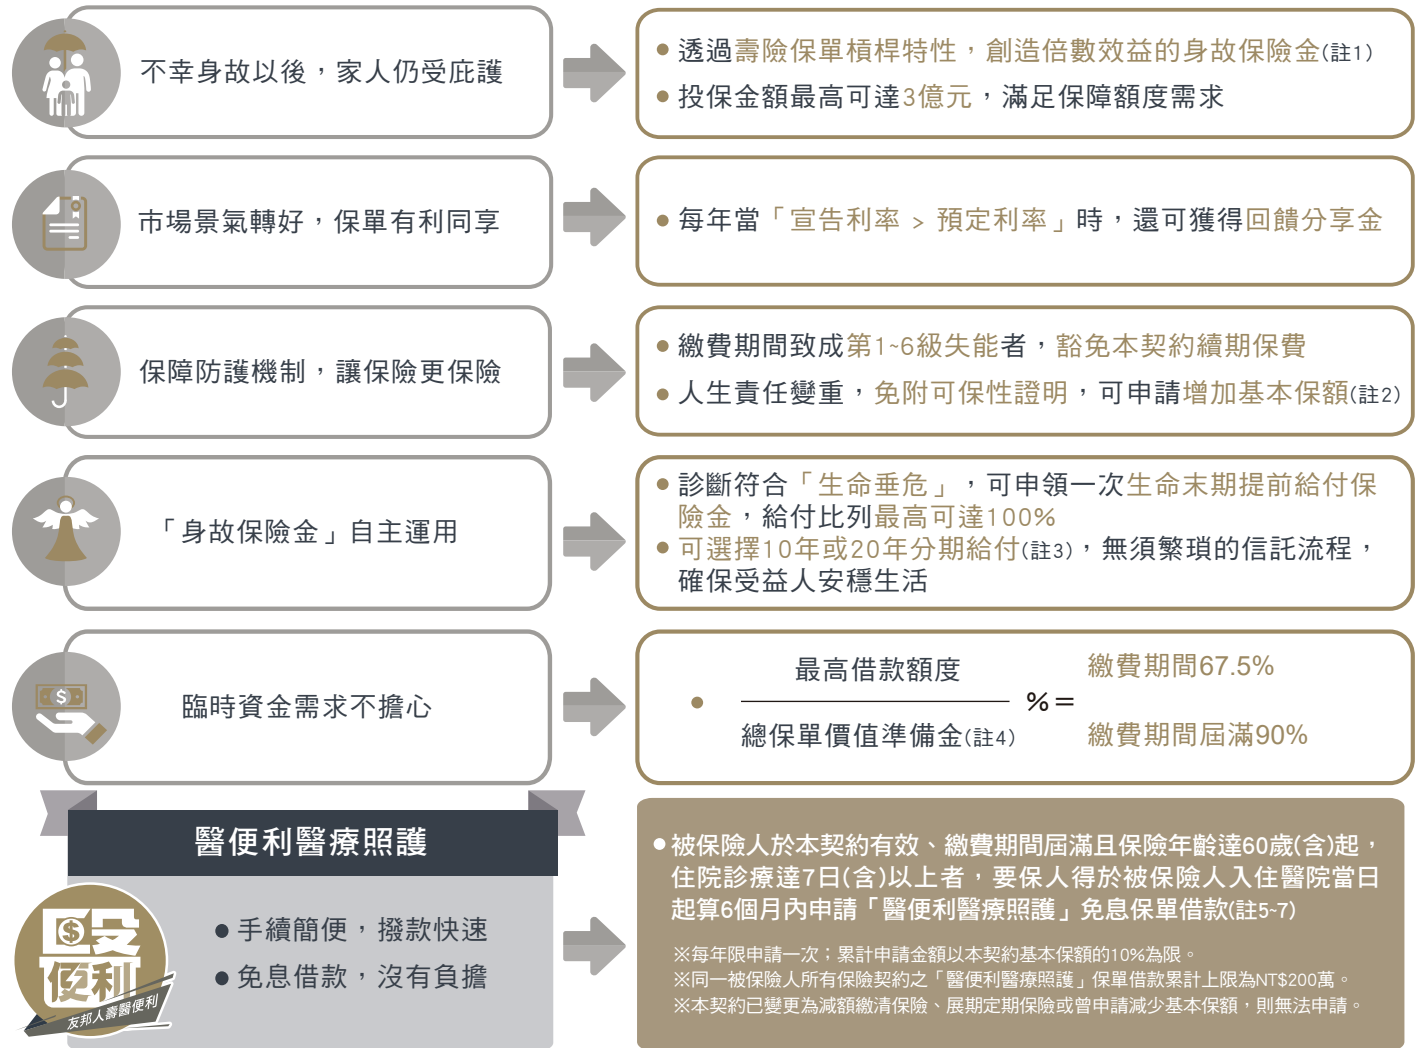 不幸身故以後，家人仍受庇護
●透過壽險保單槓桿特性，創造倍數效益的身故保險金(註1)
●投保金額最高可達3億元，滿足保障額度需求
市場景氣轉好，保單有利同享
●每年當「宣告利率 > 預定利率」時，還可獲得回饋分享金
保障防護機制，讓保險更保險
●繳費期間致成第1~6級失能者，豁免本契約續期保費
●人生責任變重，免附可保性證明，可申請增加基本保額(註2)
「身故保險金」自主運用
●診斷符合「生命垂危」，可申領一次生命末期提前給付保
險金，給付比列最高可達100%
●可選擇10年或20年分期給付(註3)，無須繁瑣的信託流程，
確保受益人安穩生活
臨時資金需求不擔心
●
最高借款額度
總保單價值準備金(註4)
%＝
繳費期間67.5%
繳費期間屆滿90%
醫便利醫療照護
●手續簡便，撥款快速
●免息借款，沒有負擔
醫
便利
友邦人壽醫便利
●被保險人於本契約有效、繳費期間屆滿且保險年齡達60歲(含)起，
住院診療達7日(含)以上者，要保人得於被保險人入住醫院當日
起算6個月內申請「醫便利醫療照護」免息保單借款(註5~7)
※每年限申請一次；累計申請金額以本契約基本保額的10%為限。
※同一被保險人所有保險契約之「醫便利醫療照護」保單借款累計上限為NT$200萬。
※本契約已變更為減額繳清保險、展期定期保險或曾申請減少基本保額，則無法申請。